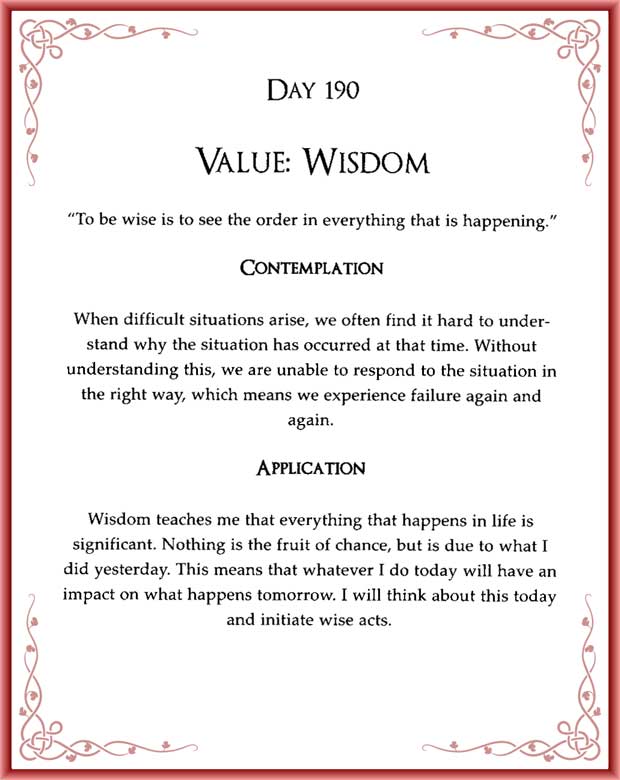 DAY 190
VALUE: WISDOM
“To be wise is to see the order in everything that is happening.”
CONTEMPLATION
When difficult situations arise, we often find it hard to under-
stand why the situation has occurred at that time. Without
understanding this, we are unable to respond to the situation in
the right way, which means we experience failure again and
again.
APPLICATION
Wisdom teaches me that everything that happens in life is
significant. Nothing is the fruit of chance, but is due to what I
did yesterday. This means that whatever I do today will have an
impact on what happens tomorrow. I will think about this today
and initiate wise acts.